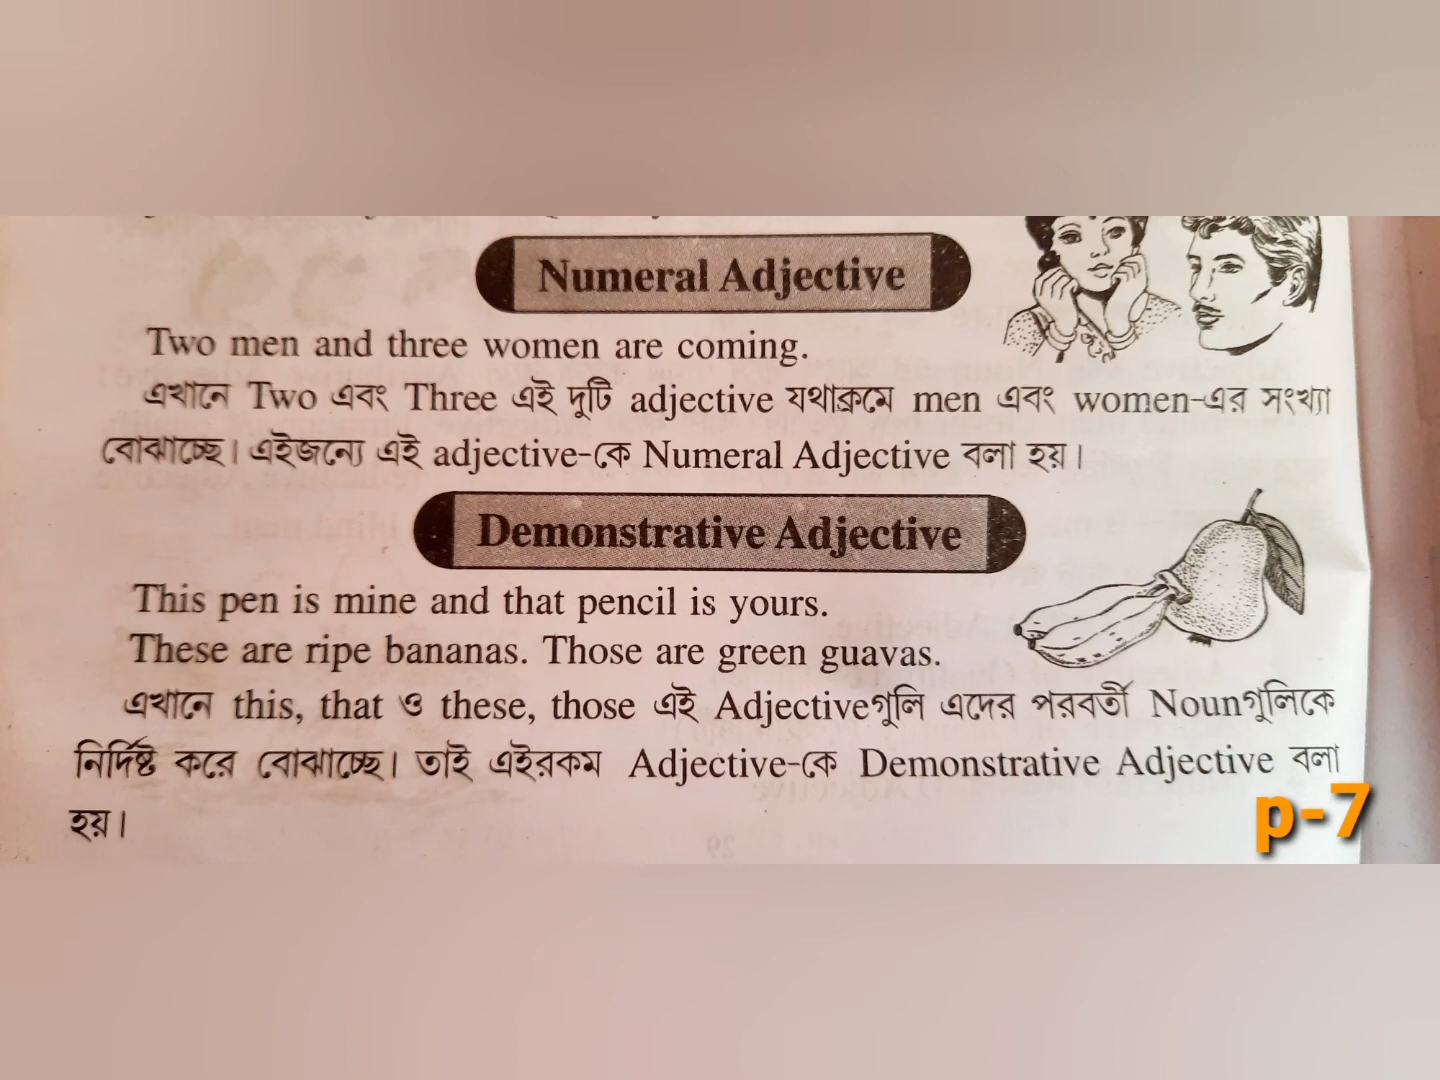 Numeral Adjective
Two men and three women are coming.
এখানে Two এবং Three এই দুটি adjective যথাক্রমে men এবং women-এর সংখ্যা
বোঝাচ্ছে। এইজন্যে এই adjective-কে Numeral Adjective বলা হয়।
Demonstrative Adjective
This pen is mine and that pencil is yours.
These are ripe bananas. Those are green guavas.
এখানে this, that ও these, those এই Adjectiveগুলি এদের পরবর্তী Nounগুলিকে
নির্দিষ্ট করে বোঝাচ্ছে। তাই এইরকম Adjective-কে Demonstrative Adjective বলা
হয়।
p-7